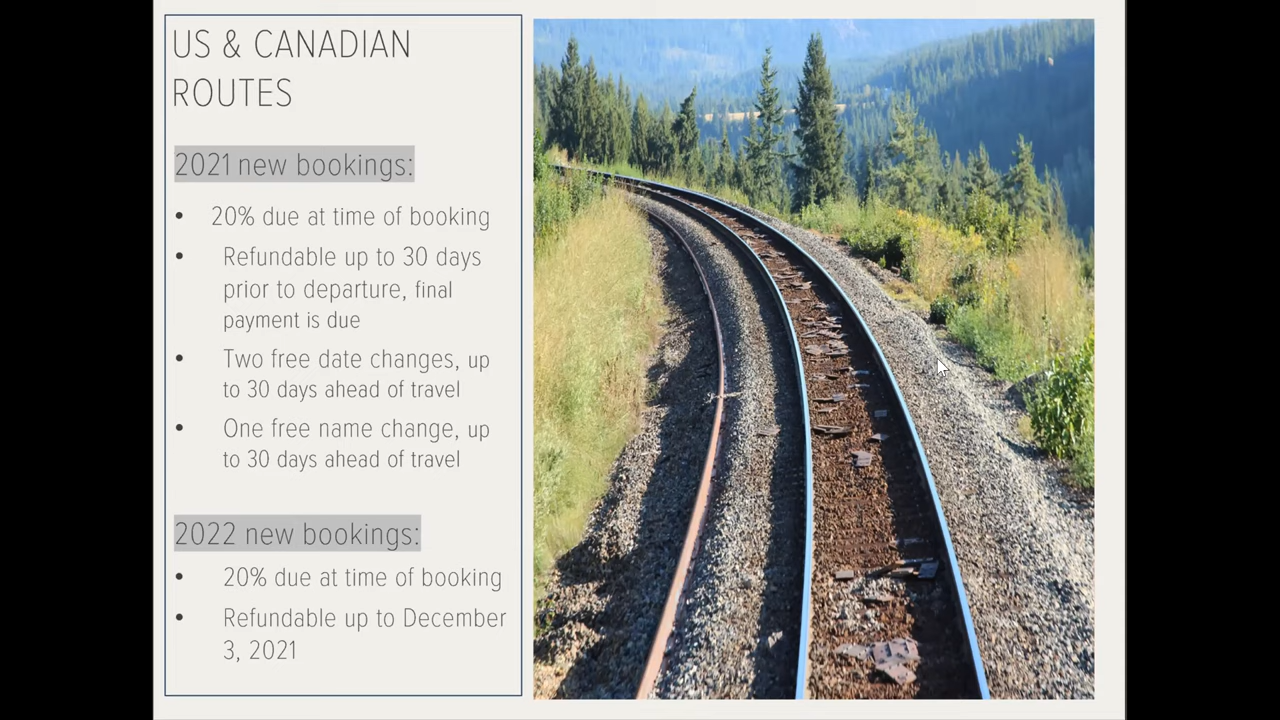 US & CANADIAN
ROUTES
2021 new bookings:
• 20% due at time of booking
• Refundable up to 30 days
prior to departure, final
payment is due
• Two free date changes, up
to 30 days ahead of travel
• One free name change, up
to 30 days ahead of travel
2022 new bookings:
• 20% due at time of booking
• Refundable up to December
3, 2021